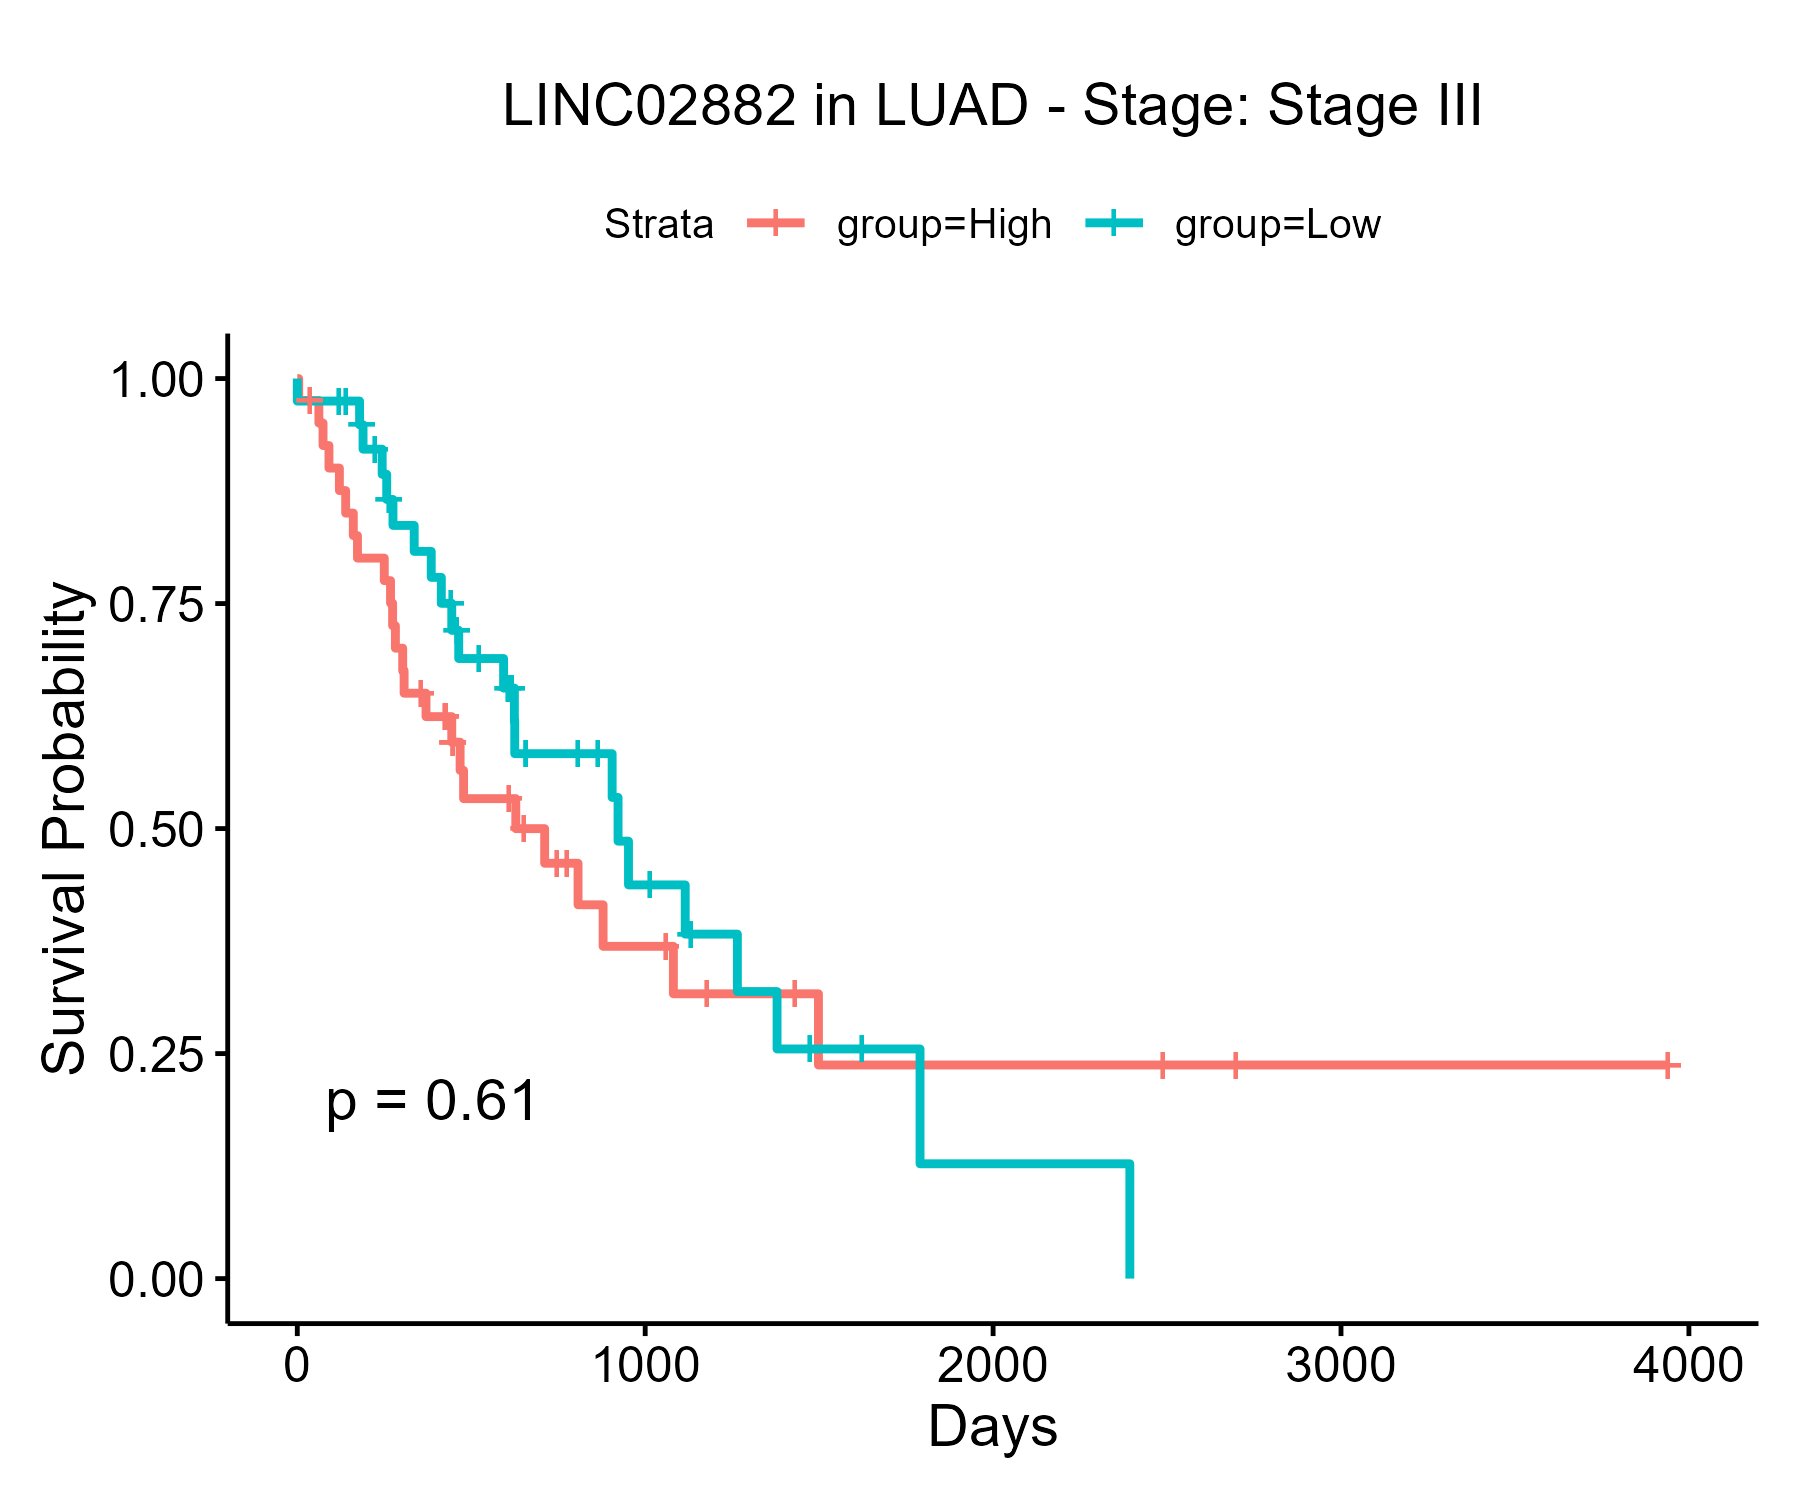 LINC02882 in LUAD - Stage: Stage III
Strata group=High group=Low
Survival Probability
1.00
0.75
0.50
0.25
0.00
p = 0.61
0 1000 2000 3000 4000
Days